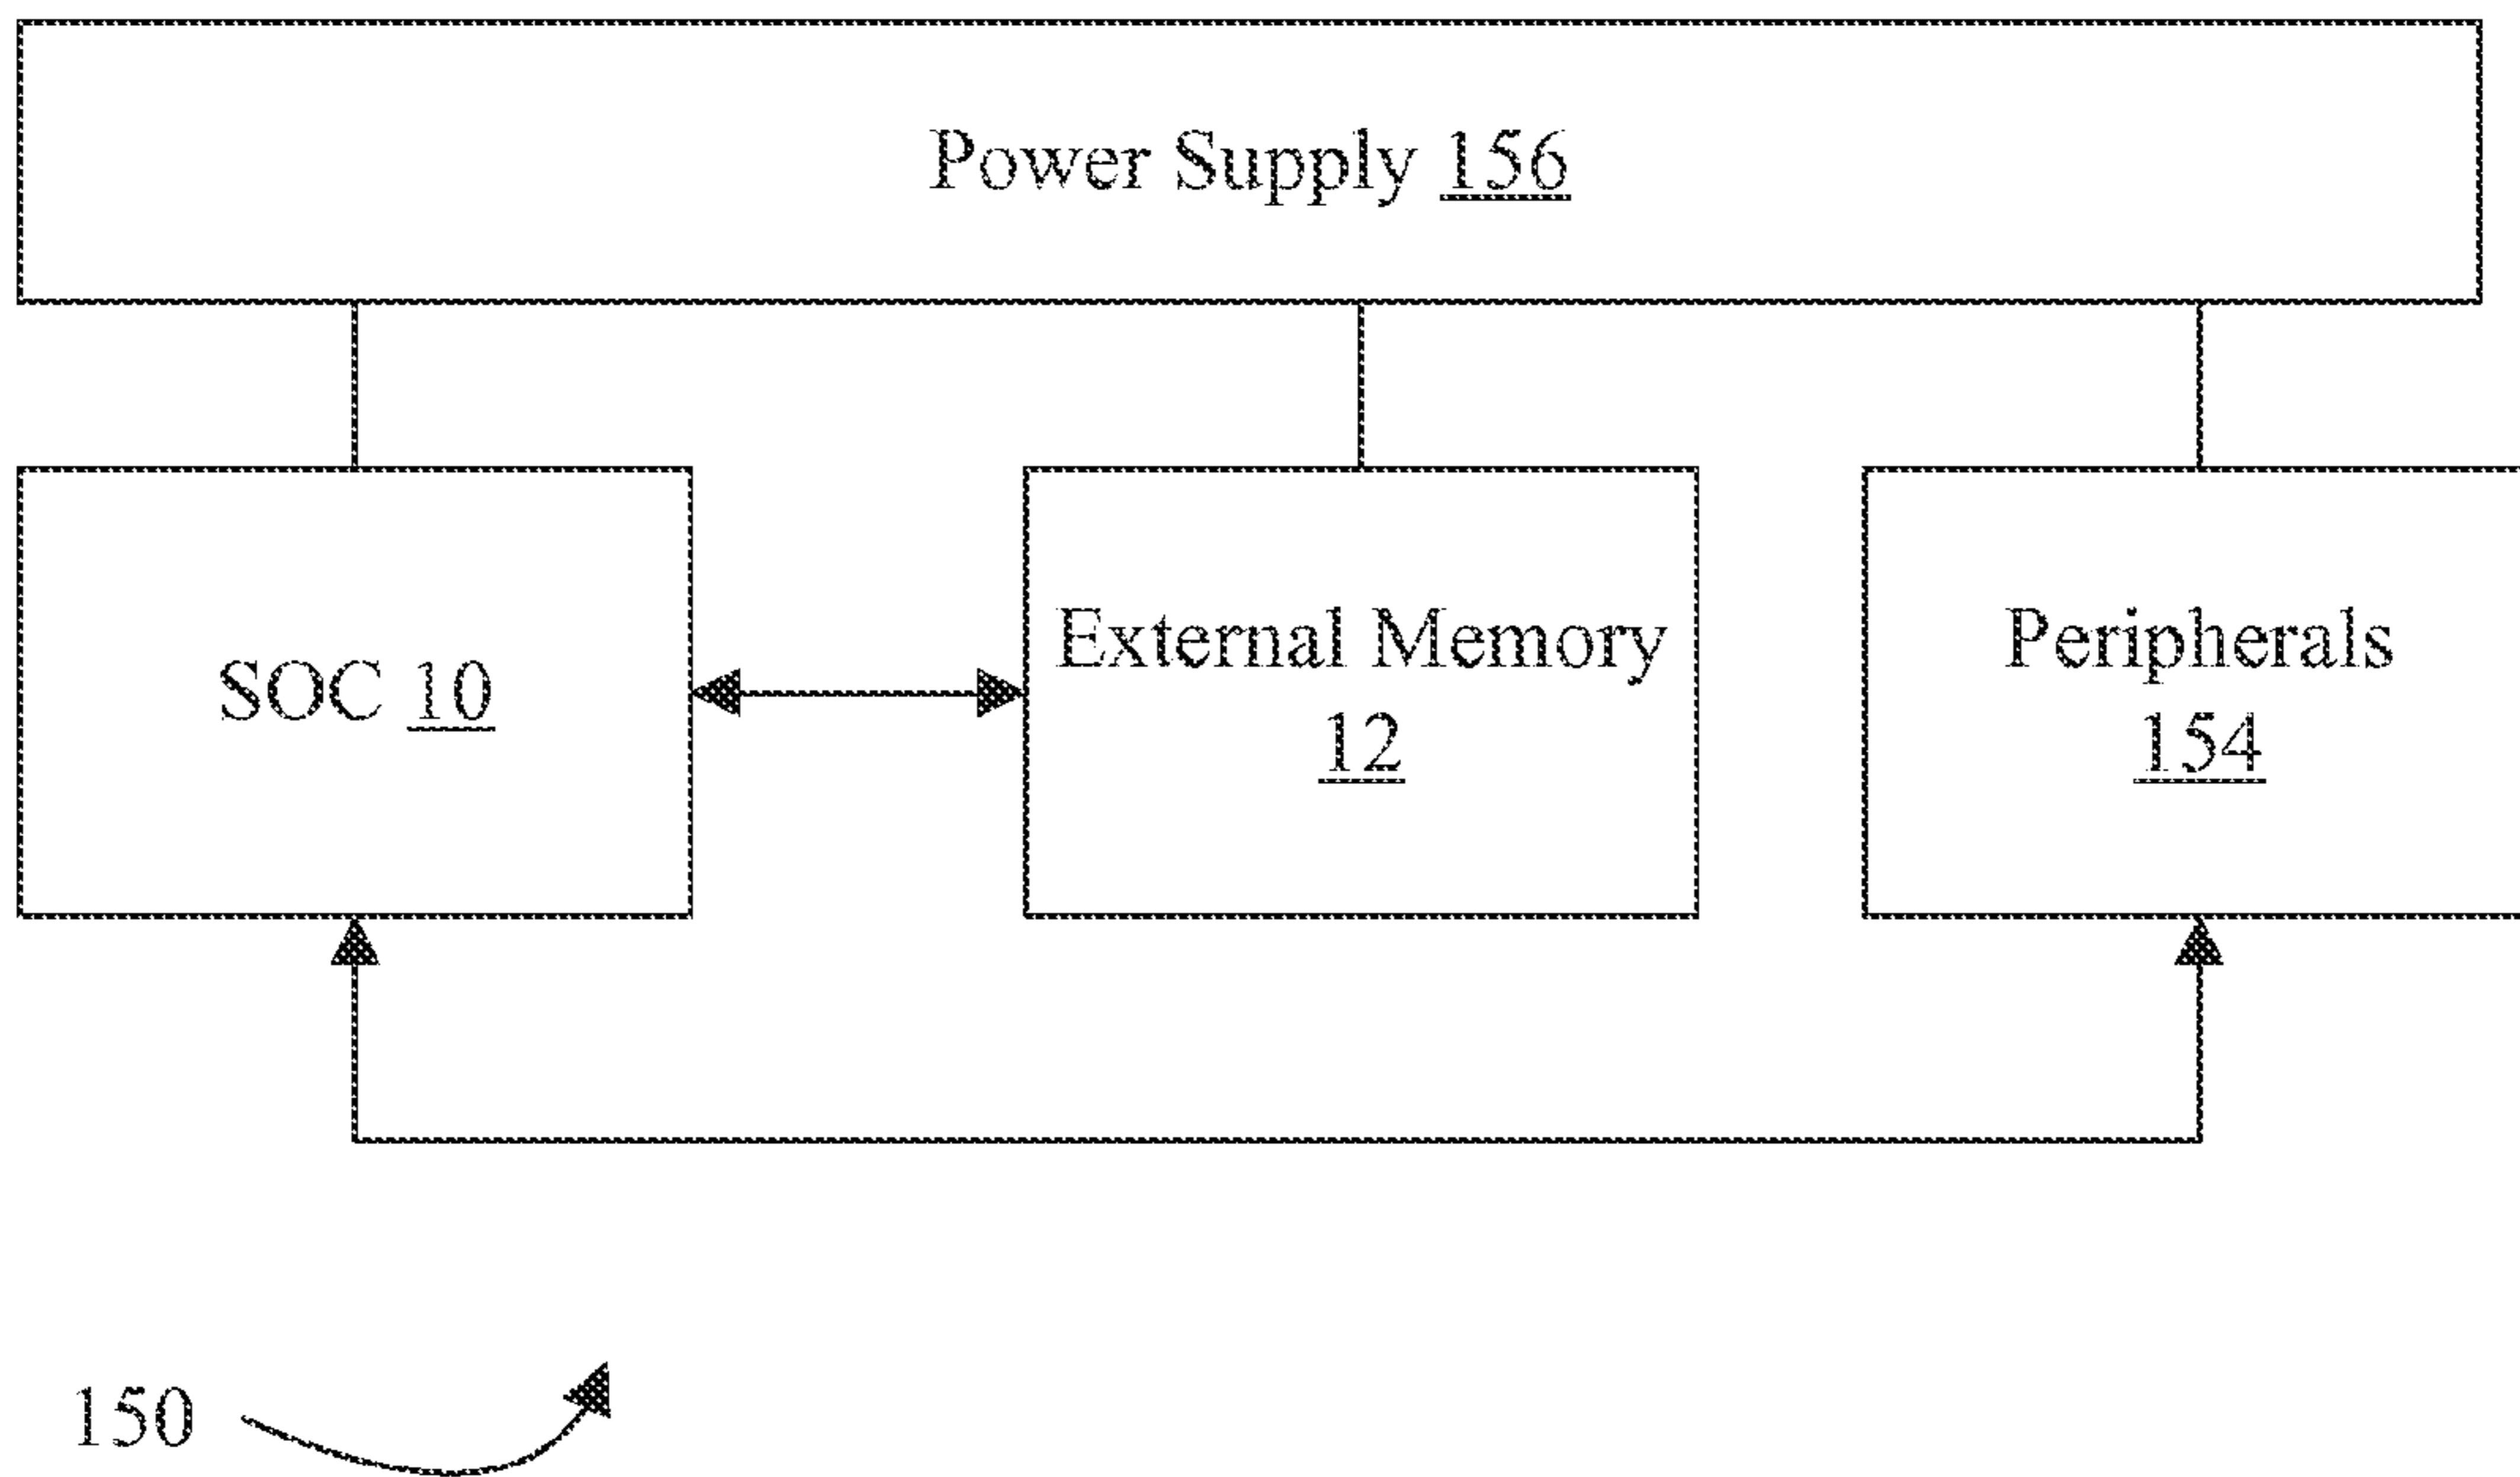 Power Supply 156
SOC 10
External Memory
12
Peripherals
154
150